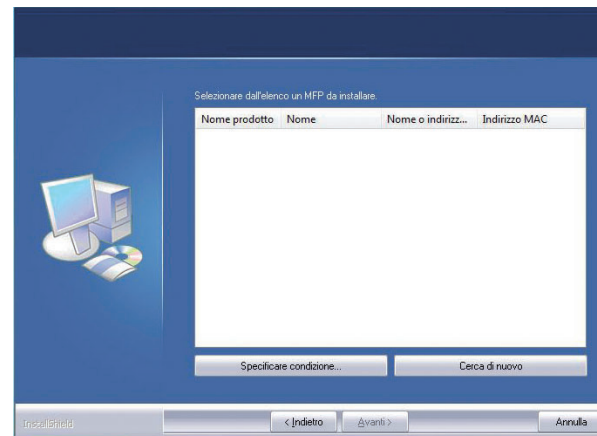 Selezionare dall'elenco un MFP da installare.
Nome prodotto Nome Nome o indirizz... Indirizzo MAC
Specificare condizione... Cerca di nuovo
InstallShield < Indietro Avanti > Annulla